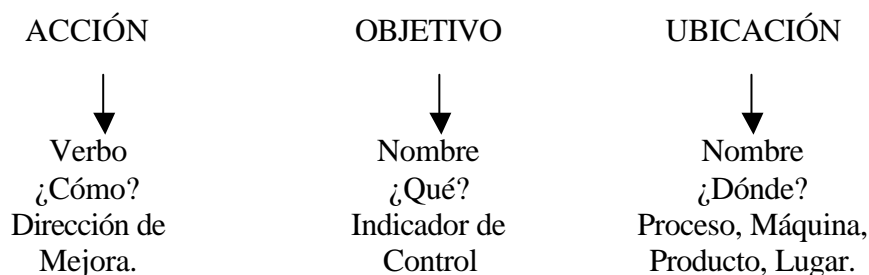 ACCIÓN OBJETIVO UBICACIÓN
Verbo Nombre Nombre
¿Cómo? ¿Qué? ¿Dónde?
Dirección de Indicador de Proceso, Máquina,
Mejora. Control Producto, Lugar.